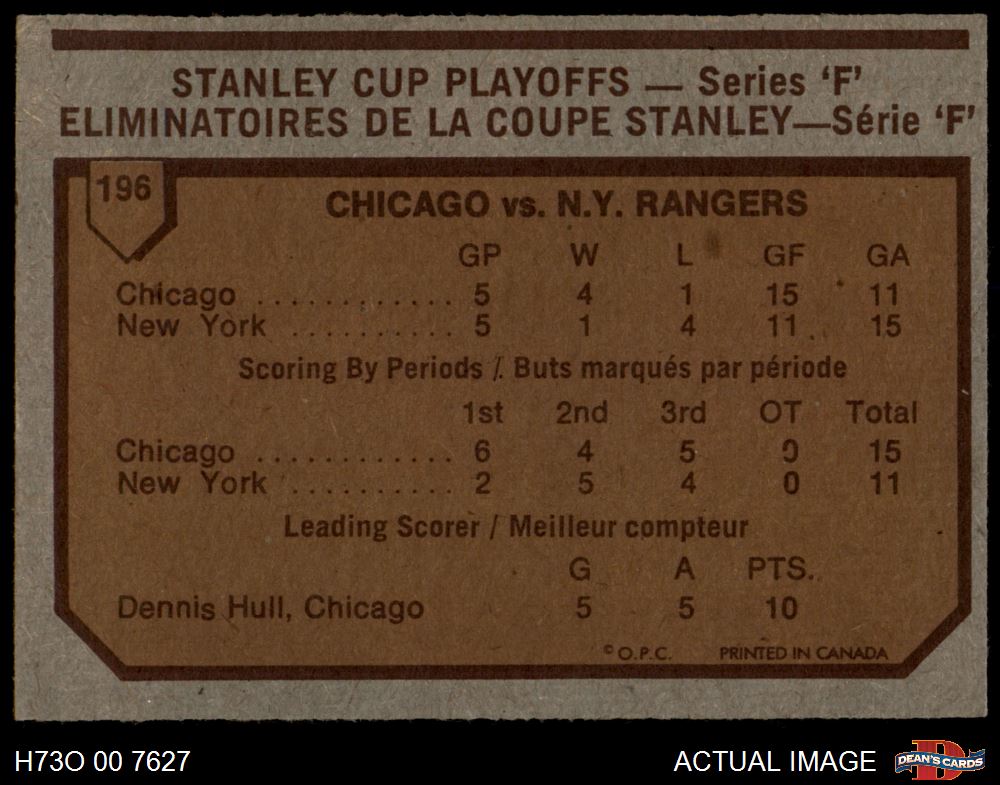 STANLEY CUP PLAYOFFS — Series ‘F’
ELIMINATOIRES DE LA COUPE STANLEY—Série ‘F’
196
CHICAGO vs. N.Y. RANGERS
GP W L GF GA
Chicago ............ 5 4 1 15 11
New York .......... 5 1 4 11 15
Scoring By Periods / Buts marqués par période
1st 2nd 3rd OT Total
Chicago ............ 6 4 5 0 15
New York .......... 2 5 4 0 11
Leading Scorer / Meilleur compteur
G A PTS.
Dennis Hull, Chicago 5 5 10
© O.P.C. PRINTED IN CANADA
H73O 00 7627 ACTUAL IMAGE D DEAN'S CARDS